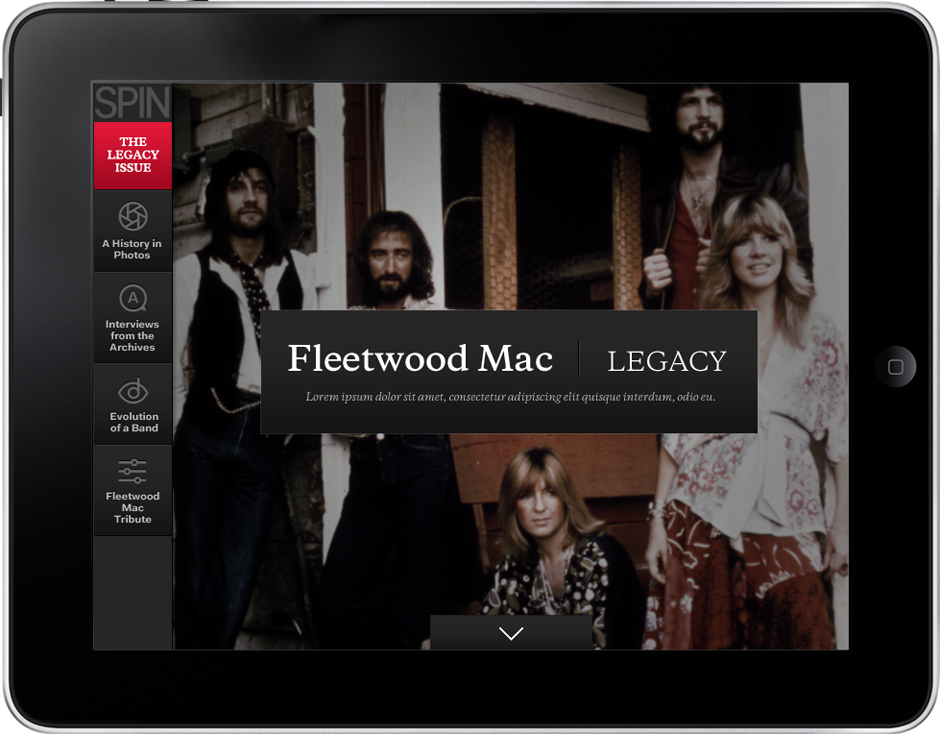 SPIN
THE
LEGACY
ISSUE
A History in
Photos
A
Interviews
from the
Archives
Evolution
of a Band
Fleetwood
Mac
Tribute
Fleetwood Mac
LEGACY
Lorem ipsum dolor sit amet, consectetur adipiscing elit quisque interdum, odio eu.